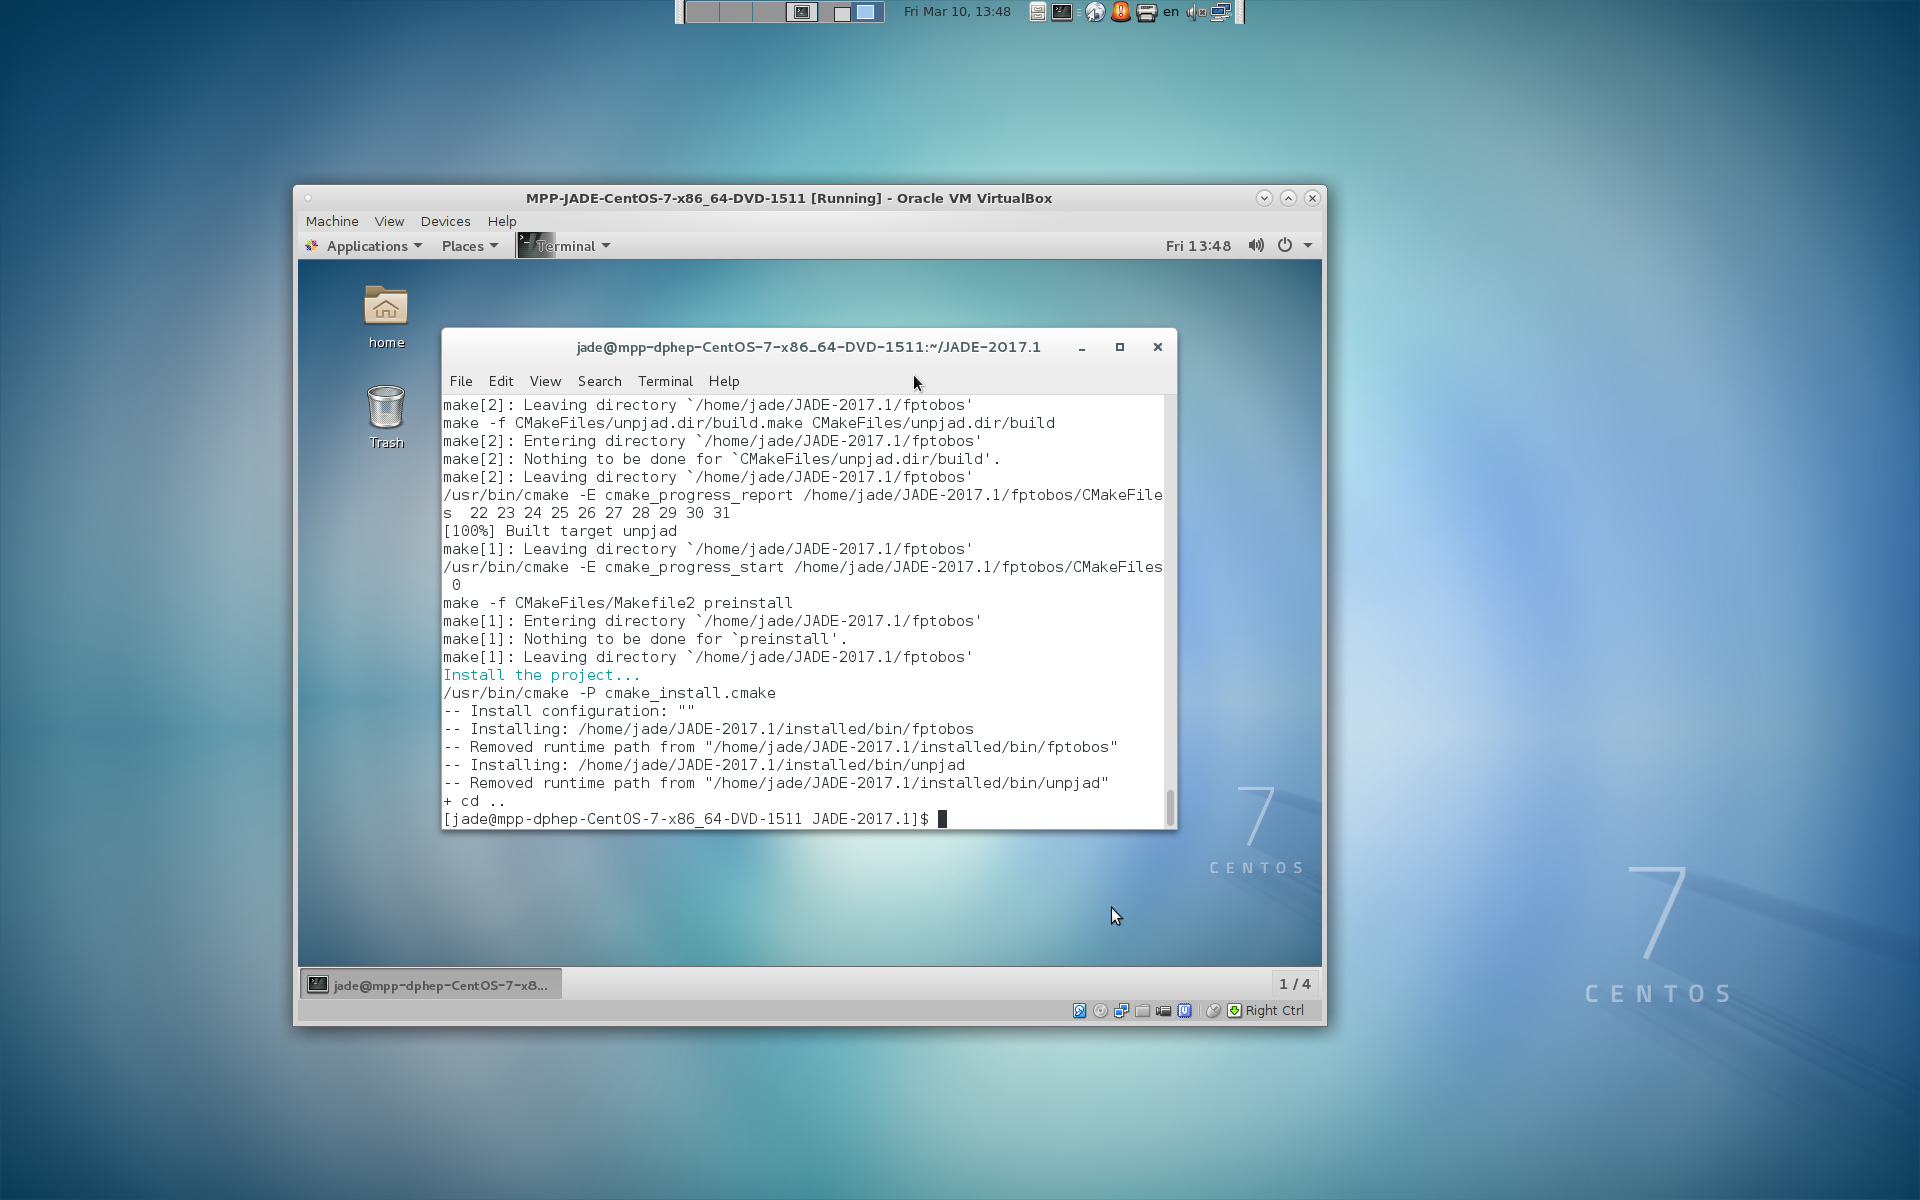 Fri Mar 10, 13:48 en
MPP-JADE-CentOS-7-x86_64-DVD-1511 [Running] - Oracle VM VirtualBox
Machine View Devices Help
Applications Places Terminal Fri 13:48
home
Trash
jade@mpp-dphep-CentOS-7-x86_64-DVD-1511:~/JADE-2017.1
File Edit View Search Terminal Help
make[2]: Leaving directory `/home/jade/JADE-2017.1/fptobos'
make -f CMakeFiles/unpjad.dir/build.make CMakeFiles/unpjad.dir/build
make[2]: Entering directory `/home/jade/JADE-2017.1/fptobos'
make[2]: Nothing to be done for `CMakeFiles/unpjad.dir/build'.
make[2]: Leaving directory `/home/jade/JADE-2017.1/fptobos'
/usr/bin/cmake -E cmake_progress_report /home/jade/JADE-2017.1/fptobos/CMakeFile
s  22 23 24 25 26 27 28 29 30 31
[100%] Built target unpjad
make[1]: Leaving directory `/home/jade/JADE-2017.1/fptobos'
/usr/bin/cmake -E cmake_progress_start /home/jade/JADE-2017.1/fptobos/CMakeFiles
 0
make -f CMakeFiles/Makefile2 preinstall
make[1]: Entering directory `/home/jade/JADE-2017.1/fptobos'
make[1]: Nothing to be done for `preinstall'.
make[1]: Leaving directory `/home/jade/JADE-2017.1/fptobos'
Install the project...
/usr/bin/cmake -P cmake_install.cmake
-- Install configuration: ""
-- Installing: /home/jade/JADE-2017.1/installed/bin/fptobos
-- Removed runtime path from "/home/jade/JADE-2017.1/installed/bin/fptobos"
-- Installing: /home/jade/JADE-2017.1/installed/bin/unpjad
-- Removed runtime path from "/home/jade/JADE-2017.1/installed/bin/unpjad"
+ cd ..
[jade@mpp-dphep-CentOS-7-x86_64-DVD-1511 JADE-2017.1]$
7
CENTOS
jade@mpp-dphep-CentOS-7-x8... 1 / 4
Right Ctrl
7
CENTOS